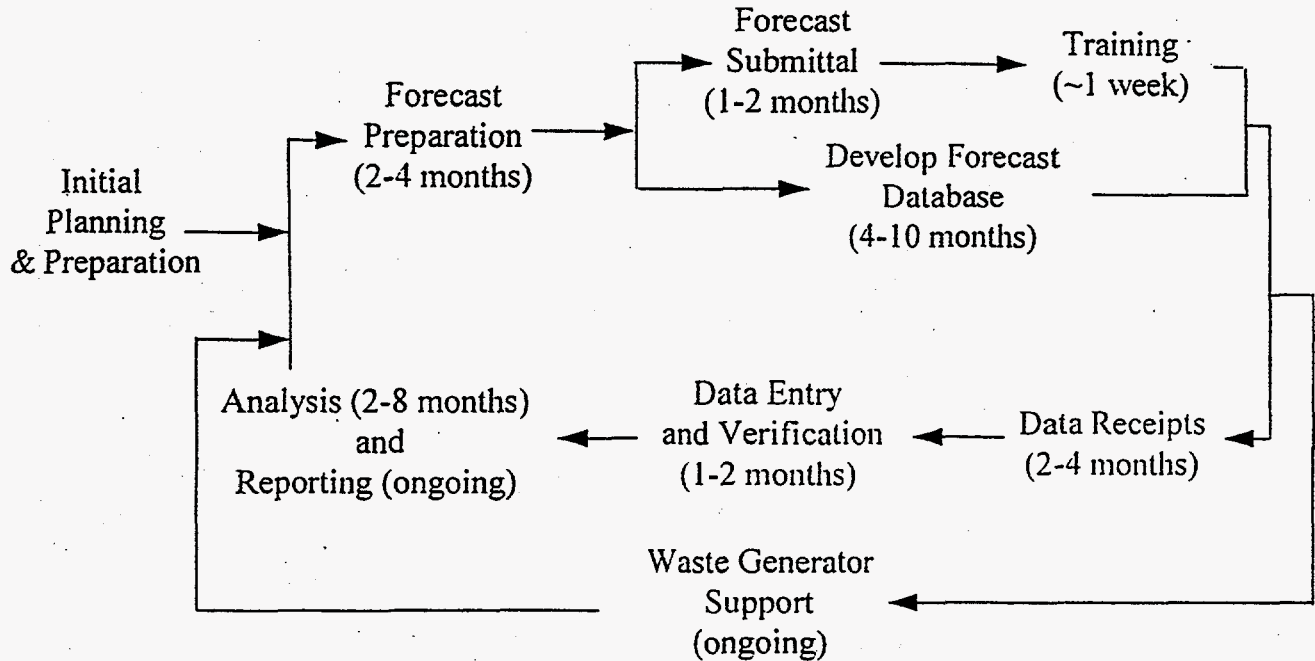 Forecast
Submittal
(1-2 months)
Training
(~1 week)
Forecast
Preparation
(2-4 months)
Develop Forecast
Database
(4-10 months)
Initial
Planning
& Preparation
Analysis (2-8 months)
and
Reporting (ongoing)
Data Entry
and Verification
(1-2 months)
Data Receipts
(2-4 months)
Waste Generator
Support
(ongoing)